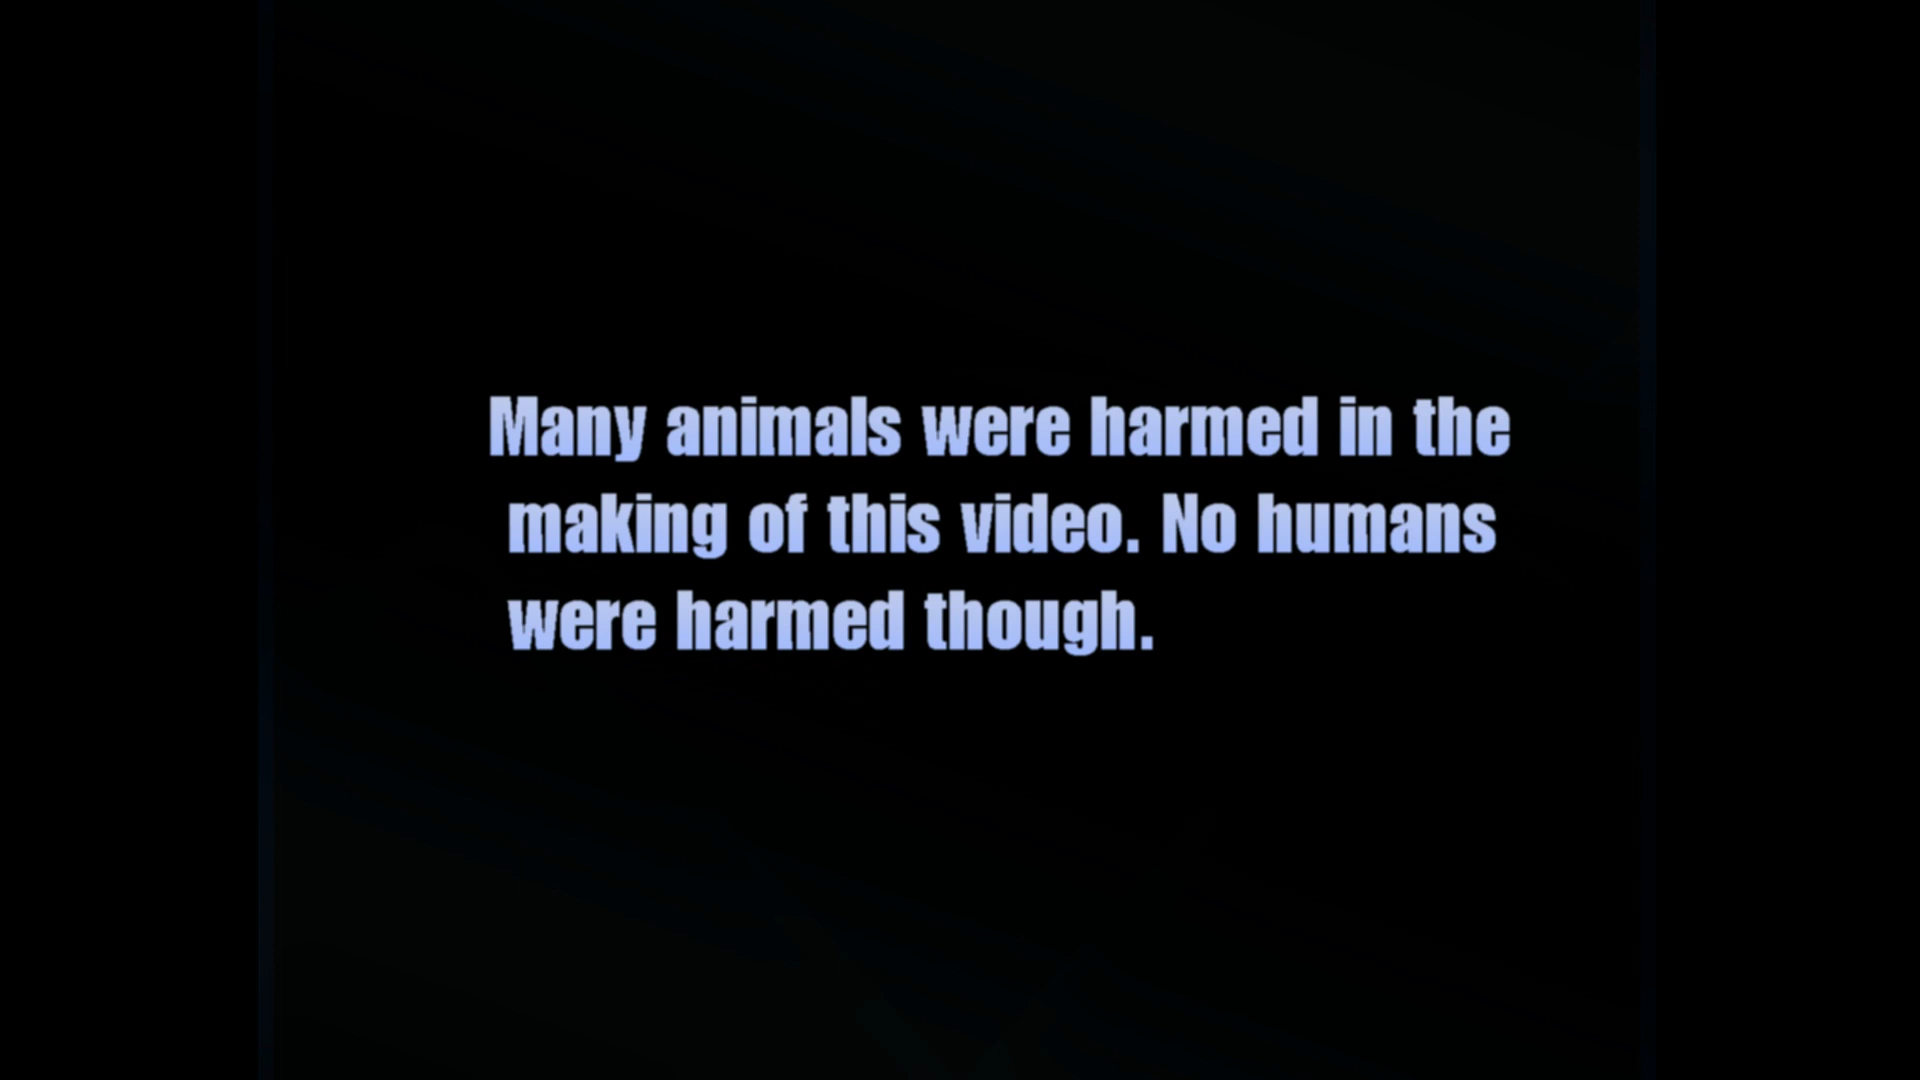 Many animals were harmed in the
making of this video. No humans
were harmed though.